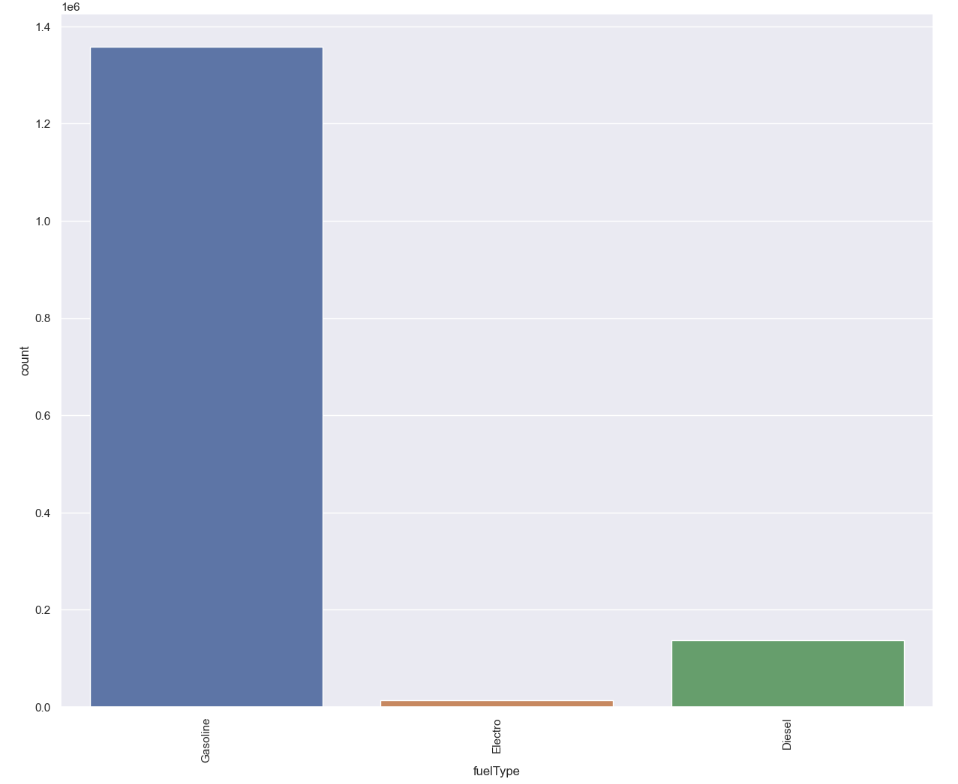 1e6
1.4
1.2
1.0
0.8
0.6
0.4
0.2
0.0
count
Gasoline
Electro
Diesel
fuelType